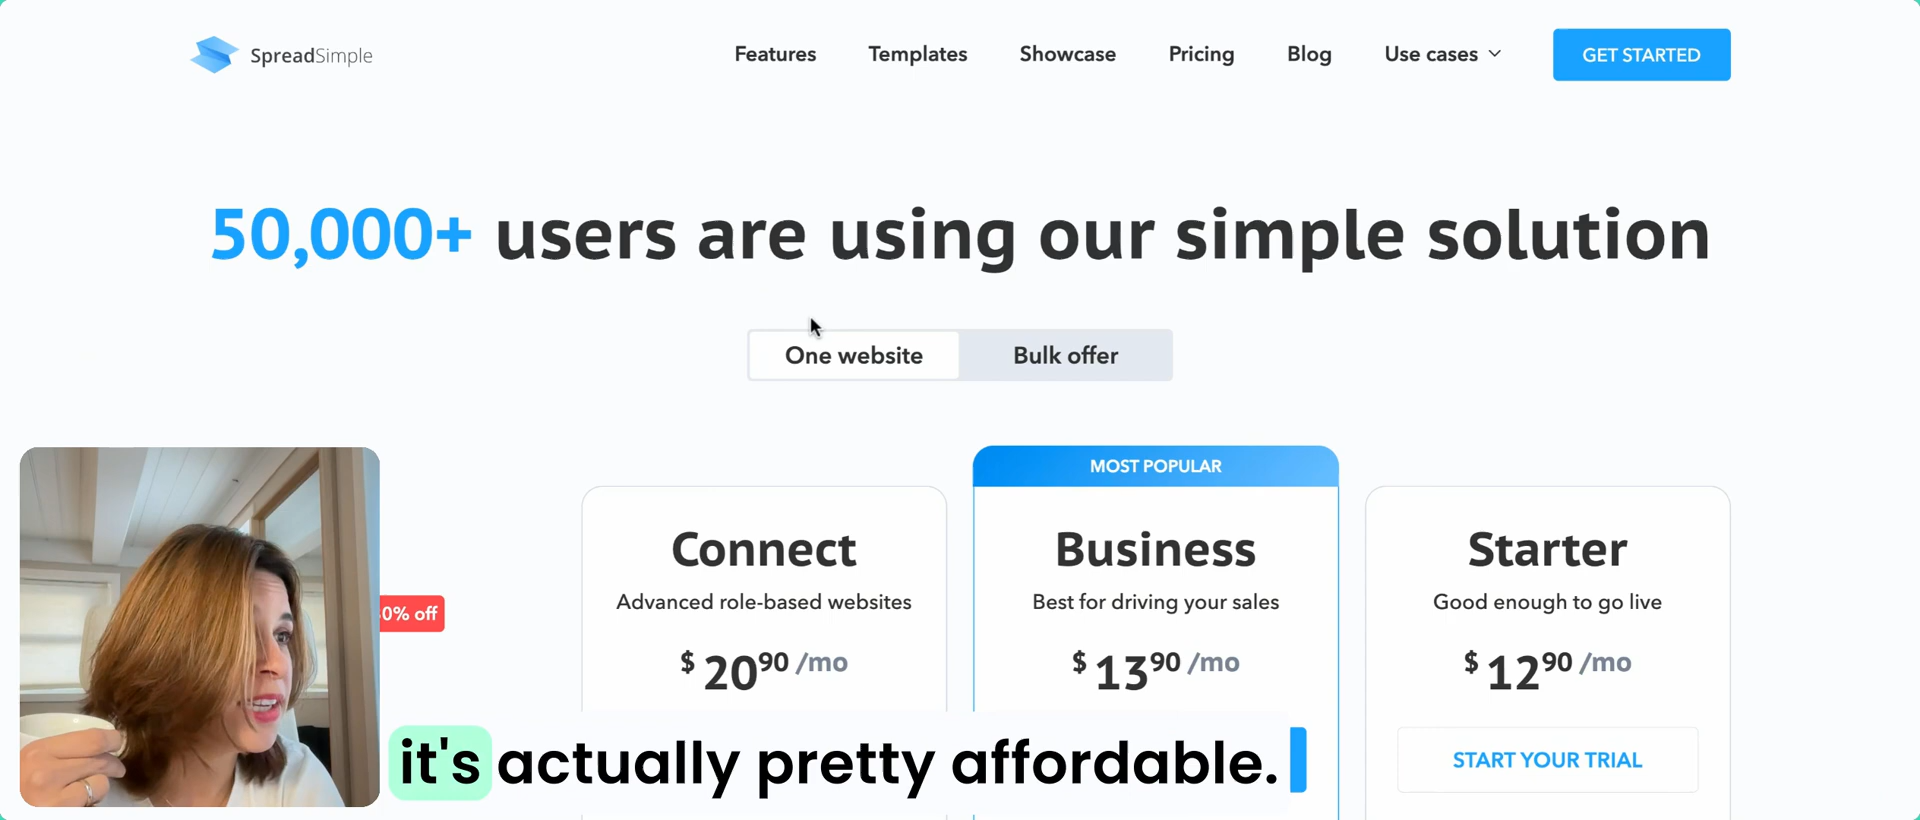 SpreadSimple
Features
Templates
Showcase
Pricing
Blog
Use cases
GET STARTED
50,000+ users are using our simple solution
One website
Bulk offer
MOST POPULAR
Connect
Advanced role-based websites
$ 20 90 /mo
Business
Best for driving your sales
$ 13 90 /mo
Starter
Good enough to go live
$ 12 90 /mo
START YOUR TRIAL
0% off
it's actually pretty affordable.